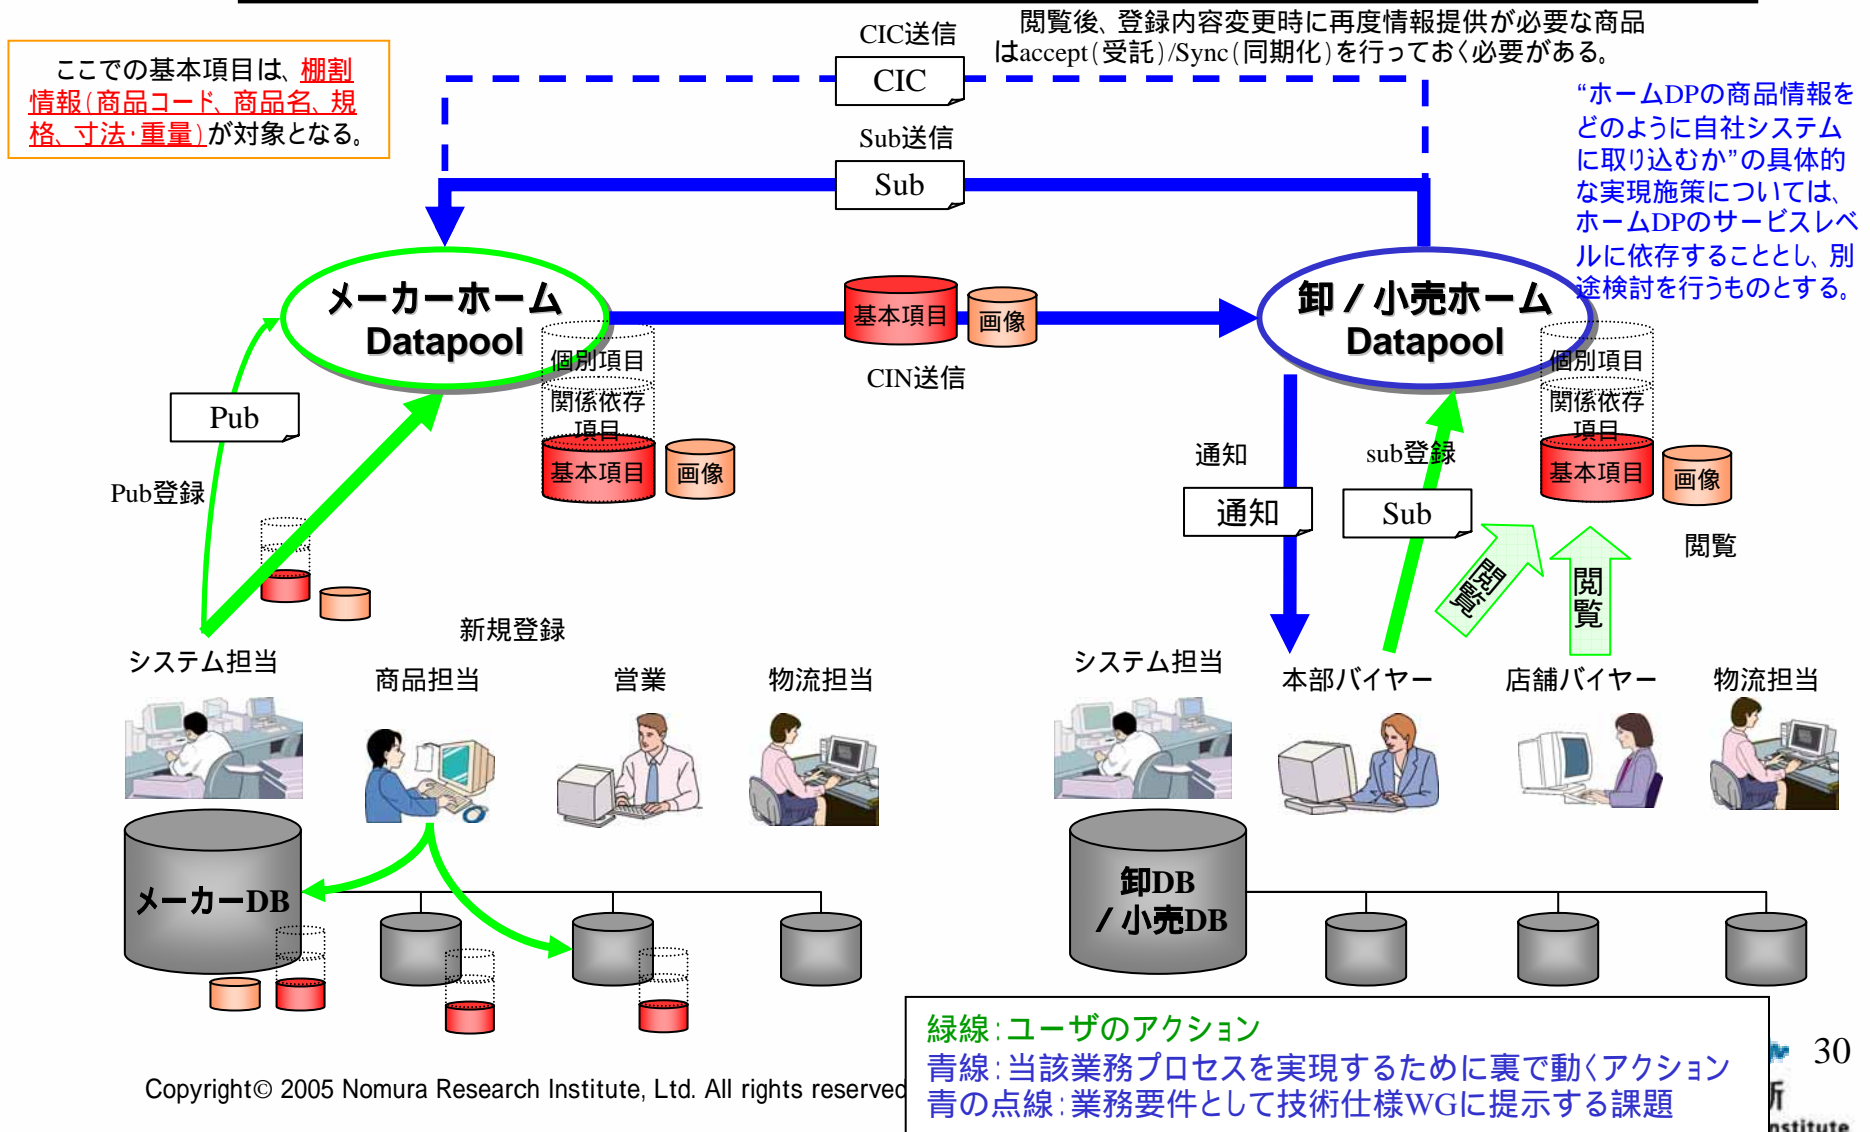 CIC送信
閲覧後、登録内容変更時に再度情報提供が必要な商品
はaccept(受託)/Sync(同期化)を行っておく必要がある。
ここでの基本項目は、棚割
情報(商品コード、商品名、規
格、寸法・重量)が対象となる。
CIC
“ホームDPの商品情報を
どのように自社システム
に取り込むか”の具体的
な実現施策については、
ホームDPのサービスレベ
ルに依存することとし、別
途検討を行うものとする。
Sub送信
Sub
メーカーホーム
Datapool
個別項目
関係依存
項目
基本項目
画像
基本項目
画像
CIN送信
卸/小売ホーム
Datapool
個別項目
関係依存
項目
基本項目
画像
Pub
Pub登録
通知
通知
sub登録
Sub
閲覧
閲覧
閲覧
新規登録
システム担当
商品担当
営業
物流担当
システム担当
本部バイヤー
店舗バイヤー
物流担当
メーカーDB
卸DB
/小売DB
緑線:ユーザのアクション
青線:当該業務プロセスを実現するために裏で動くアクション
青の点線:業務要件として技術仕様WGに提示する課題
30
Copyright© 2005 Nomura Research Institute, Ltd. All rights reserved
nstitute